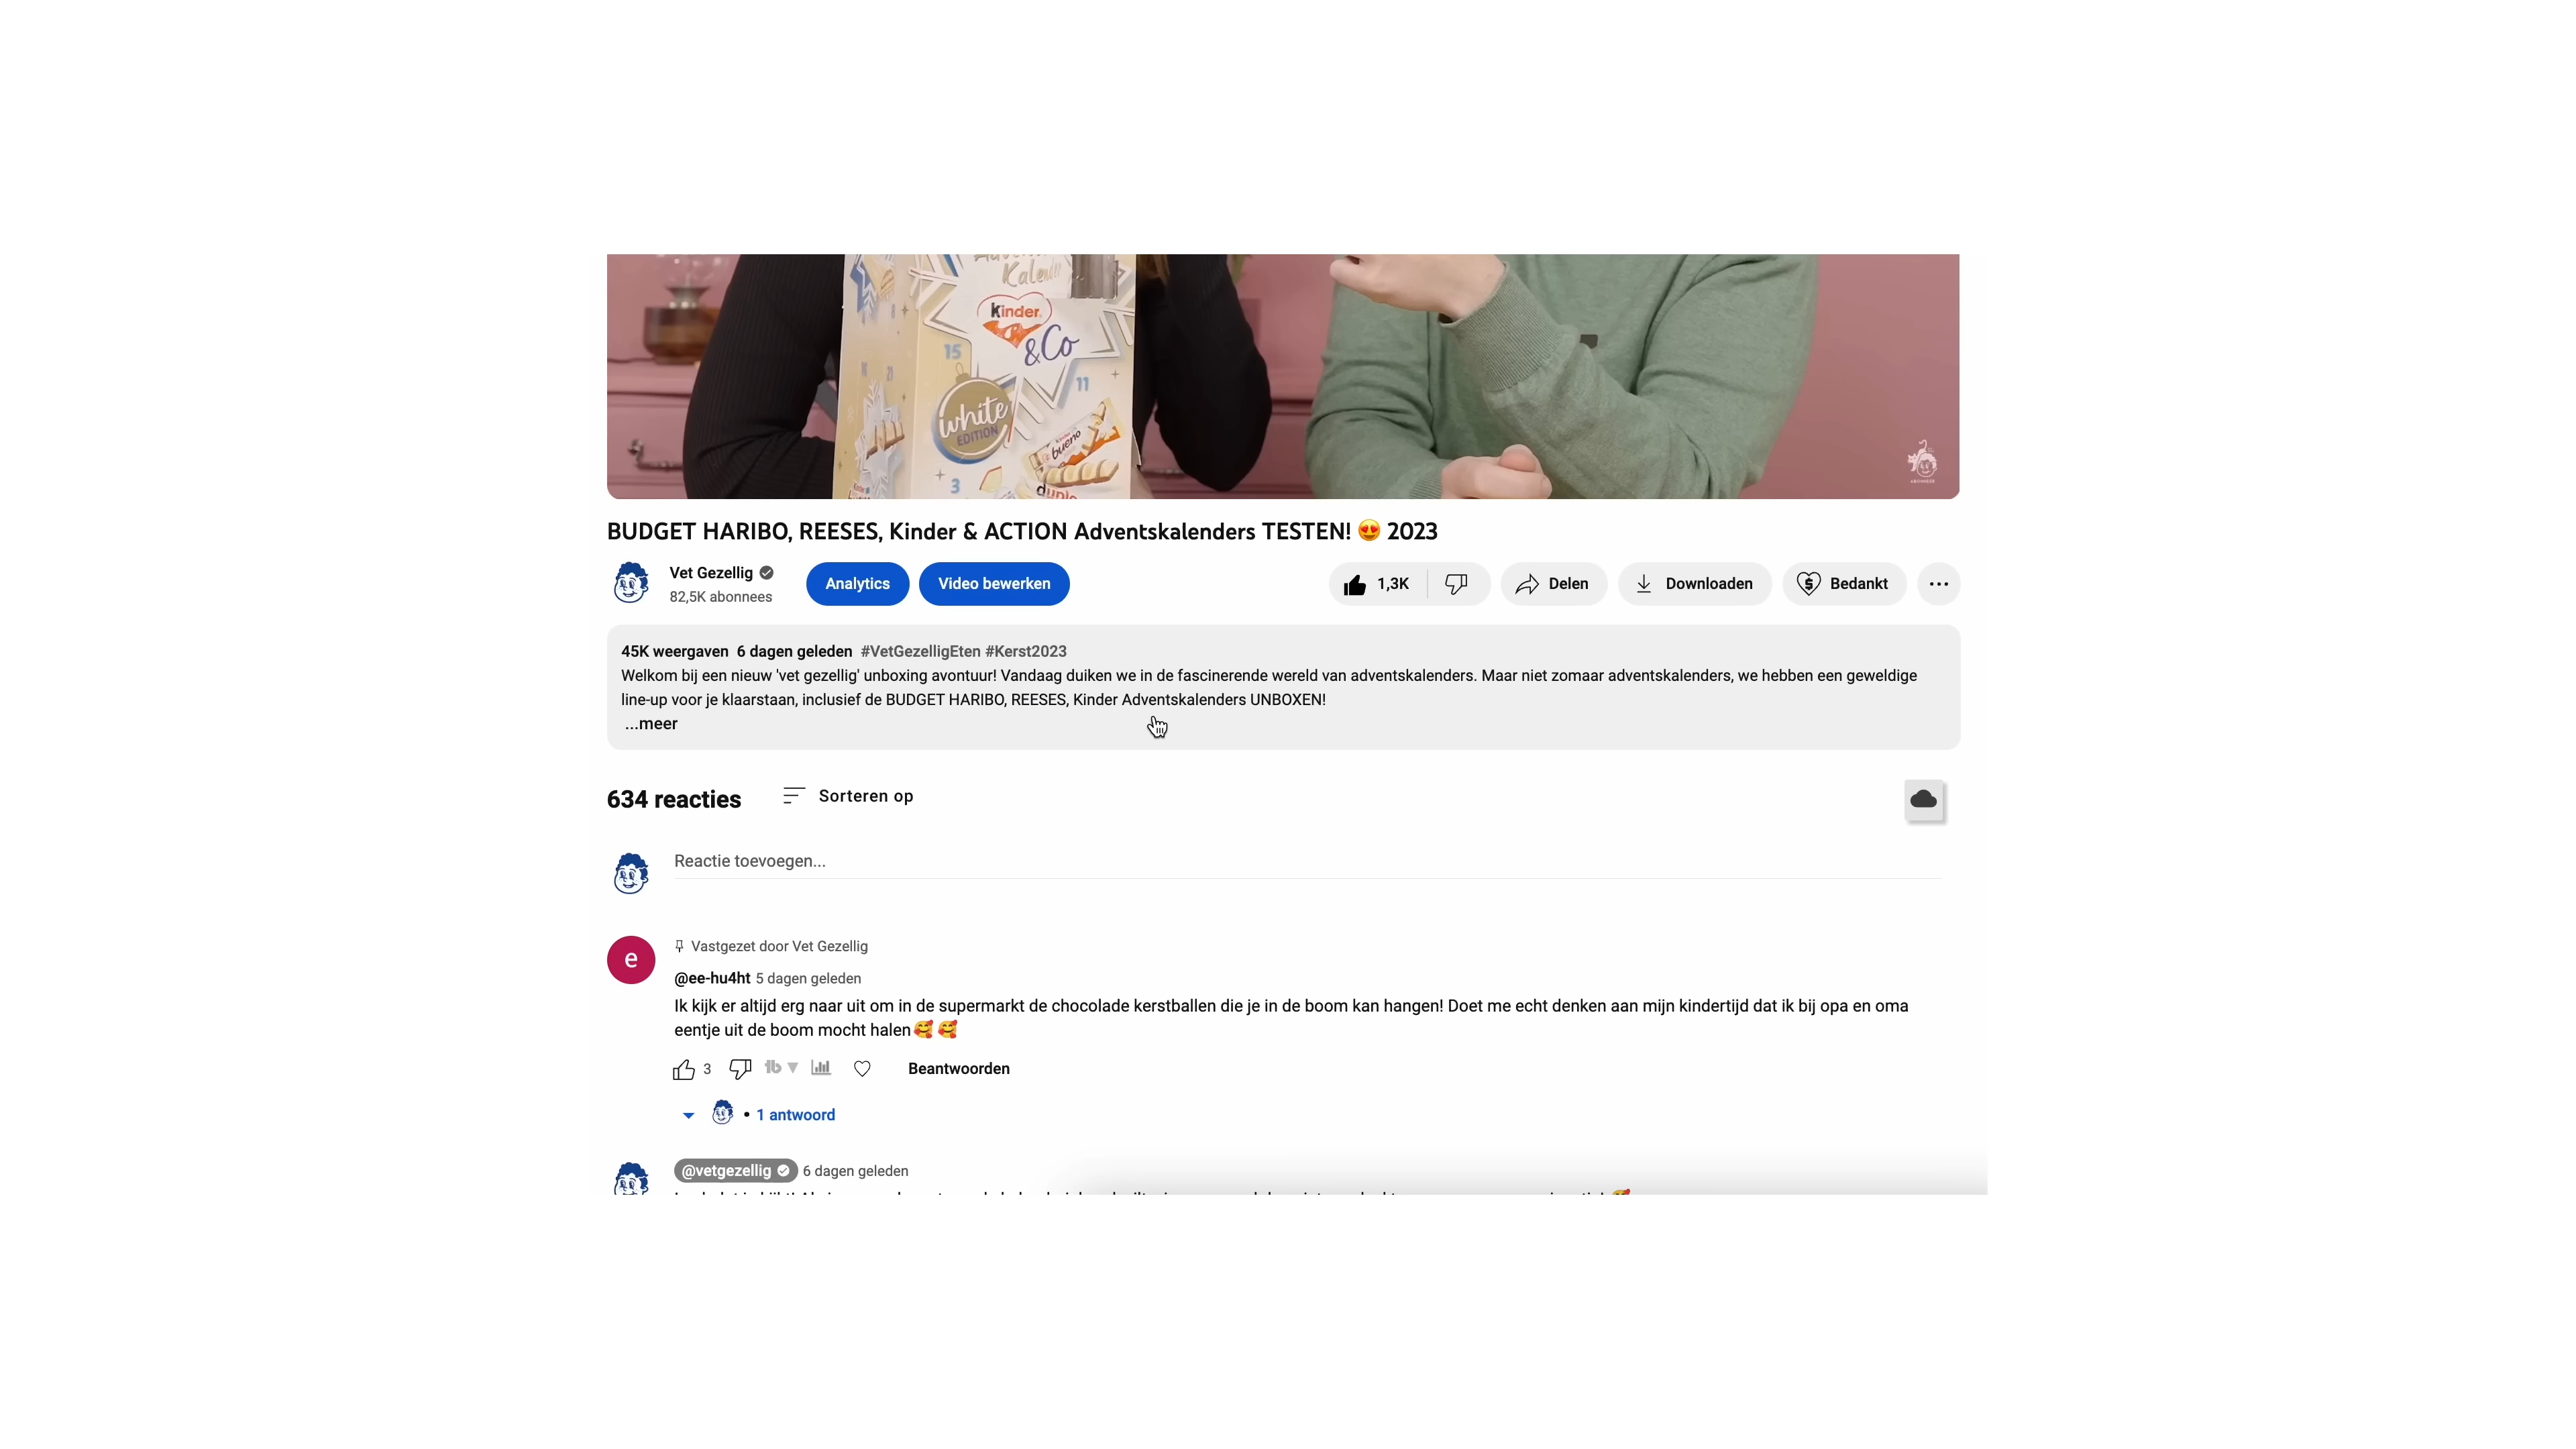 Kalender
kinder
&Co
15
21
11
white
EDITION
kinder
bueno
3
duplo
ABONNEER
BUDGET HARIBO, REESES, Kinder & ACTION Adventskalenders TESTEN! 😍 2023
Vet Gezellig
82,5K abonnees
Analytics
Video bewerken
1,3K
Delen
Downloaden
Bedankt
45K weergaven 6 dagen geleden #VetGezelligEten #Kerst2023
Welkom bij een nieuw 'vet gezellig' unboxing avontuur! Vandaag duiken we in de fascinerende wereld van adventskalenders. Maar niet zomaar adventskalenders, we hebben een geweldige
line-up voor je klaarstaan, inclusief de BUDGET HARIBO, REESES, Kinder Adventskalenders UNBOXEN!
...meer
634 reacties
Sorteren op
Reactie toevoegen...
e
Vastgezet door Vet Gezellig
@ee-hu4ht 5 dagen geleden
Ik kijk er altijd erg naar uit om in de supermarkt de chocolade kerstballen die je in de boom kan hangen! Doet me echt denken aan mijn kindertijd dat ik bij opa en oma
eentje uit de boom mocht halen🥰 🥰
3
Beantwoorden
• 1 antwoord
@vetgezellig 6 dagen geleden